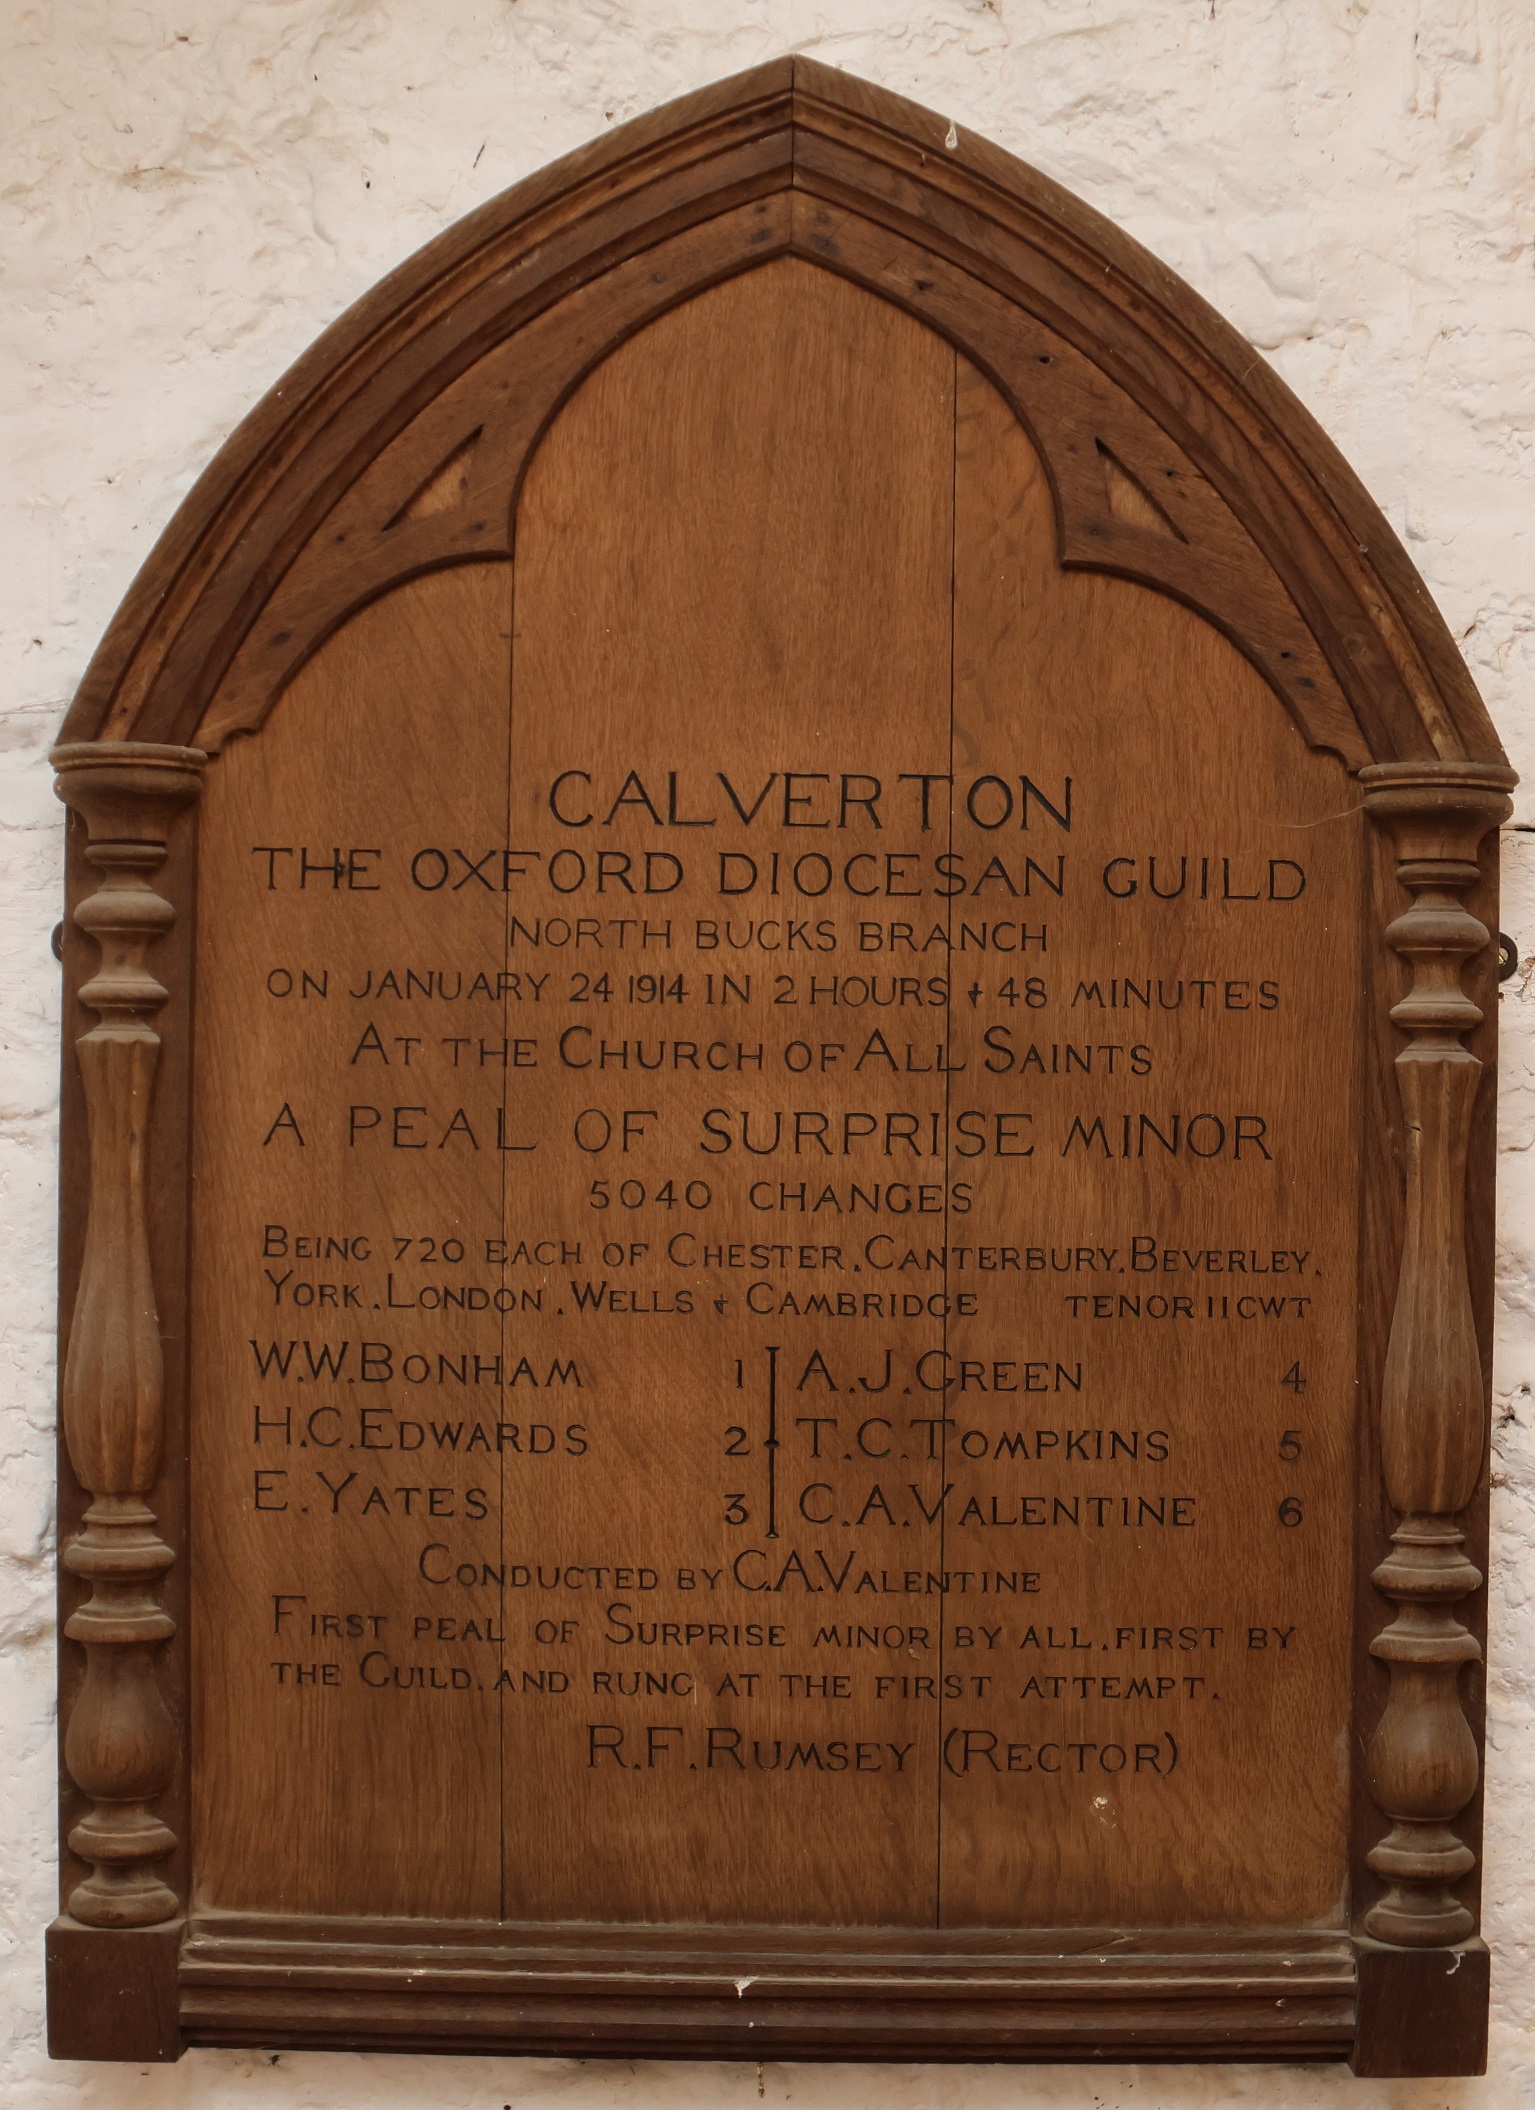 CALVERTON
THE OXFORD DIOCESAN GUILD
NORTH BUCKS BRANCH
ON JANUARY 24 1914 IN 2 HOURS & 48 MINUTES
AT THE CHURCH OF ALL SAINTS
A PEAL OF SURPRISE MINOR
5040 CHANGES
BEING 720 EACH OF CHESTER. CANTERBURY. BEVERLEY.
YORK. LONDON. WELLS & CAMBRIDGE TENOR 11 CWT
W.W. BONHAM 1 A.J. GREEN 4
H.C. EDWARDS 2 T.C. TOMPKINS 5
E. YATES 3 C.A. VALENTINE 6
CONDUCTED BY C.A. VALENTINE
FIRST PEAL OF SURPRISE MINOR BY ALL. FIRST BY
THE GUILD. AND RUNG AT THE FIRST ATTEMPT.
R.F. RUMSEY (RECTOR)